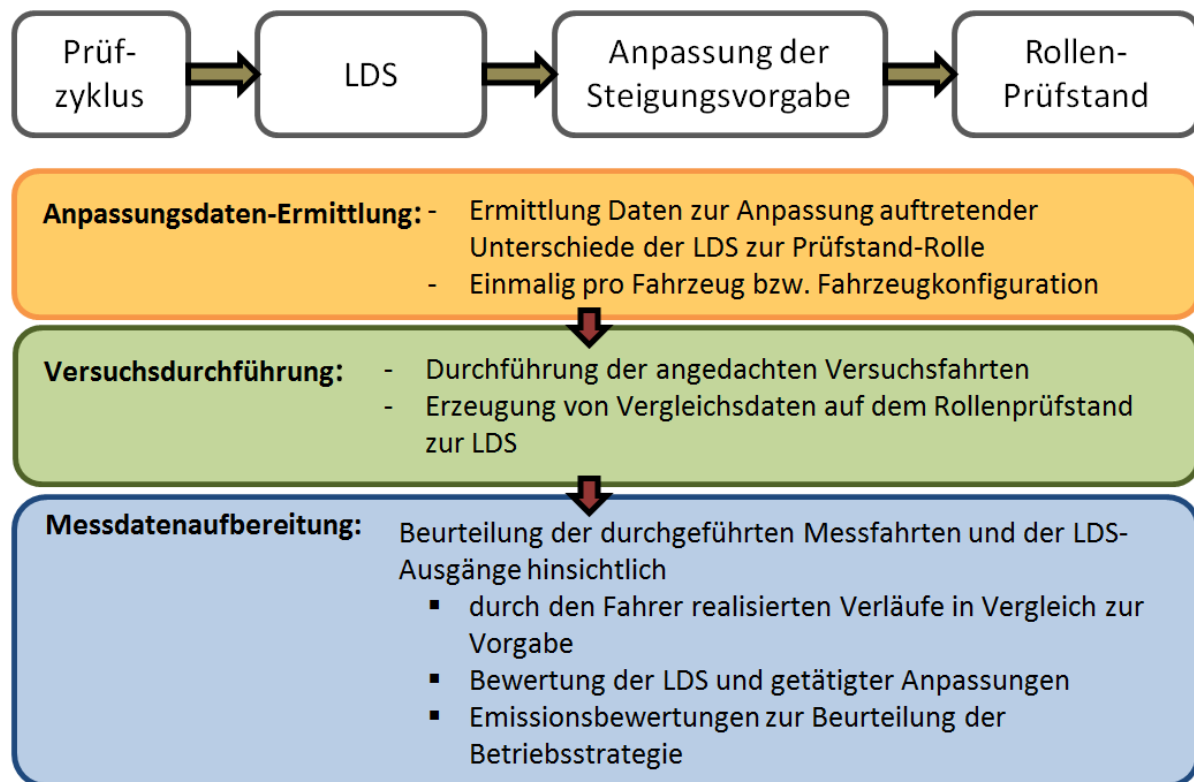 Prüf-
zyklus
LDS
Anpassung der
Steigungsvorgabe
Rollen-
Prüfstand
Anpassungsdaten-Ermittlung: - Ermittlung Daten zur Anpassung auftretender
Unterschiede der LDS zur Prüfstand-Rolle
- Einmalig pro Fahrzeug bzw. Fahrzeugkonfiguration
Versuchsdurchführung: - Durchführung der angedachten Versuchsfahrten
- Erzeugung von Vergleichsdaten auf dem Rollenprüfstand
zur LDS
Messdatenaufbereitung: Beurteilung der durchgeführten Messfahrten und der LDS-
Ausgänge hinsichtlich
▪ durch den Fahrer realisierten Verläufe in Vergleich zur
Vorgabe
▪ Bewertung der LDS und getätigter Anpassungen
▪ Emissionsbewertungen zur Beurteilung der
Betriebsstrategie